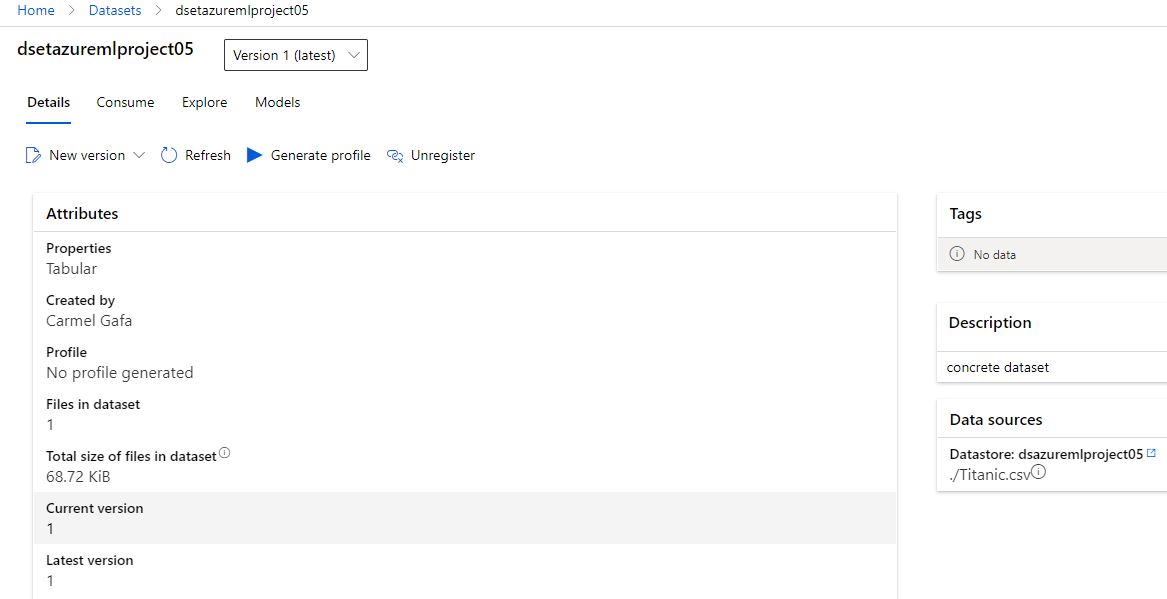 Home > Datasets > dsetazuremlproject05
dsetazuremlproject05
Version 1 (latest)
Details Consume Explore Models
New version Refresh Generate profile Unregister
Attributes
Properties
Tabular
Created by
Carmel Gafa
Profile
No profile generated
Files in dataset
1
Total size of files in dataset
68.72 KiB
Current version
1
Latest version
1
Tags
No data
Description
concrete dataset
Data sources
Datastore: dsazuremlproject05
./Titanic.csv